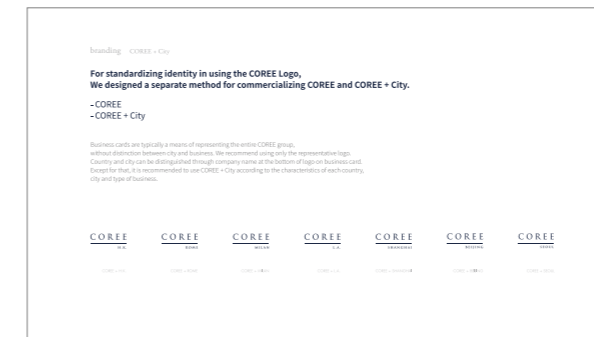 branding COREE + City
For standardizing identity in using the COREE Logo,
We designed a separate method for commercializing COREE and COREE + City.
- COREE
- COREE + City
Business cards are typically a means of representing the entire COREE group,
without distinction between city and business. We recommend using only the representative logo.
Country and city can be distinguished through company name at the bottom of logo on business card.
Except for that, it is recommended to use COREE + City according to the characteristics of each country,
city and type of business.
COREE COREE COREE COREE COREE COREE COREE
ROME MILAN L.A. SHANGHAI BEIJING